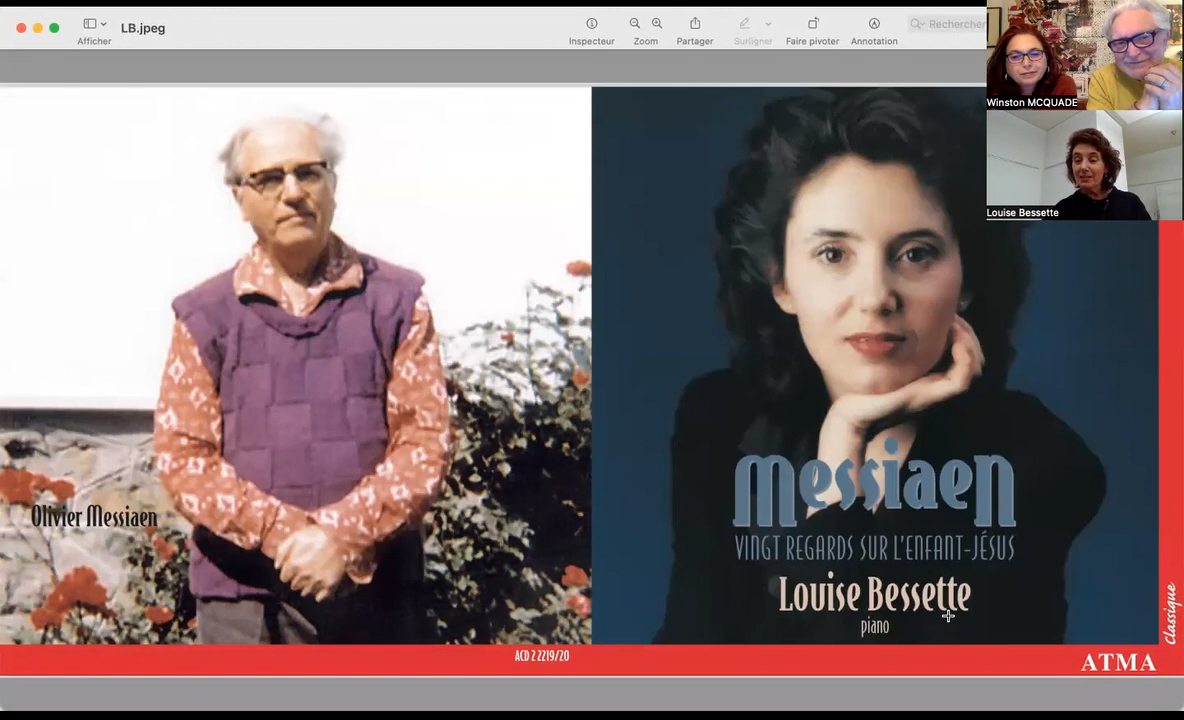 LB.jpeg
Afficher
Inspecteur
Zoom
Partager
Surligner
Faire pivoter
Annotation
Rechercher
Winston MCQUADE
Louise Bessette
Olivier Messiaen
messiaen
VINGT REGARDS SUR L'ENFANT-JÉSUS
Louise Bessette
piano
classique
ACD 2 2219/20
ATMA